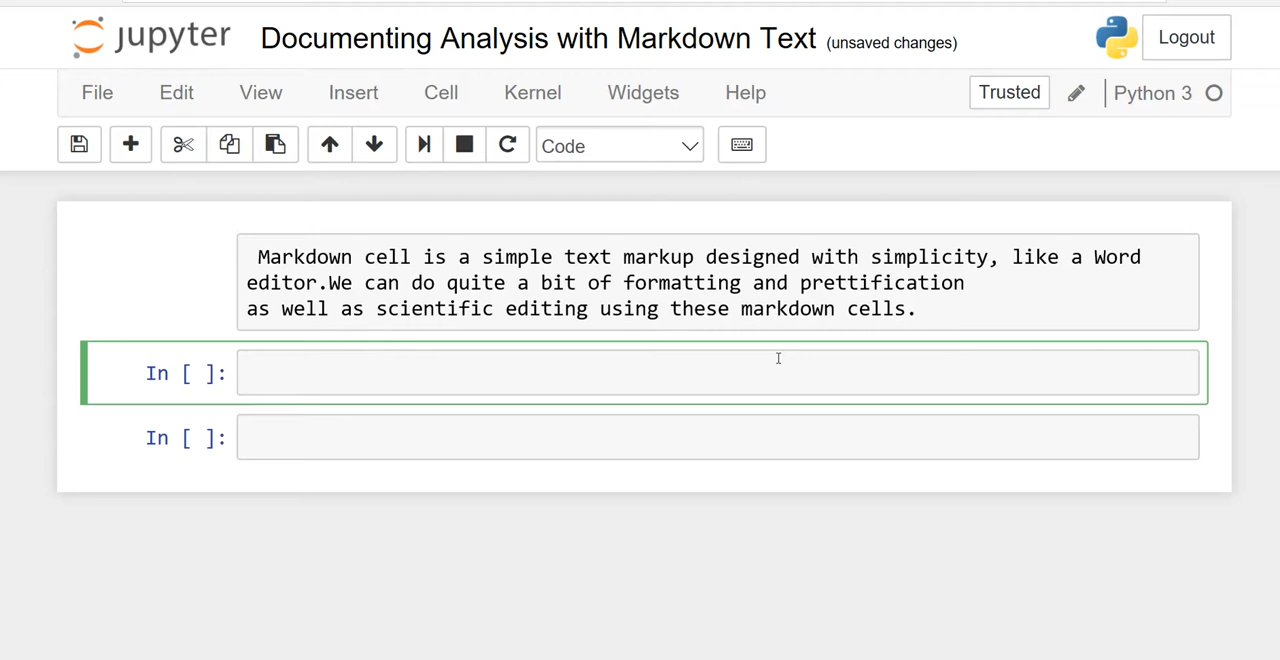 jupyter Documenting Analysis with Markdown Text (unsaved changes) Logout
File Edit View Insert Cell Kernel Widgets Help Trusted Python 3
Code
Markdown cell is a simple text markup designed with simplicity, like a Word
editor.We can do quite a bit of formatting and prettification
as well as scientific editing using these markdown cells.
In [ ]:
In [ ]: